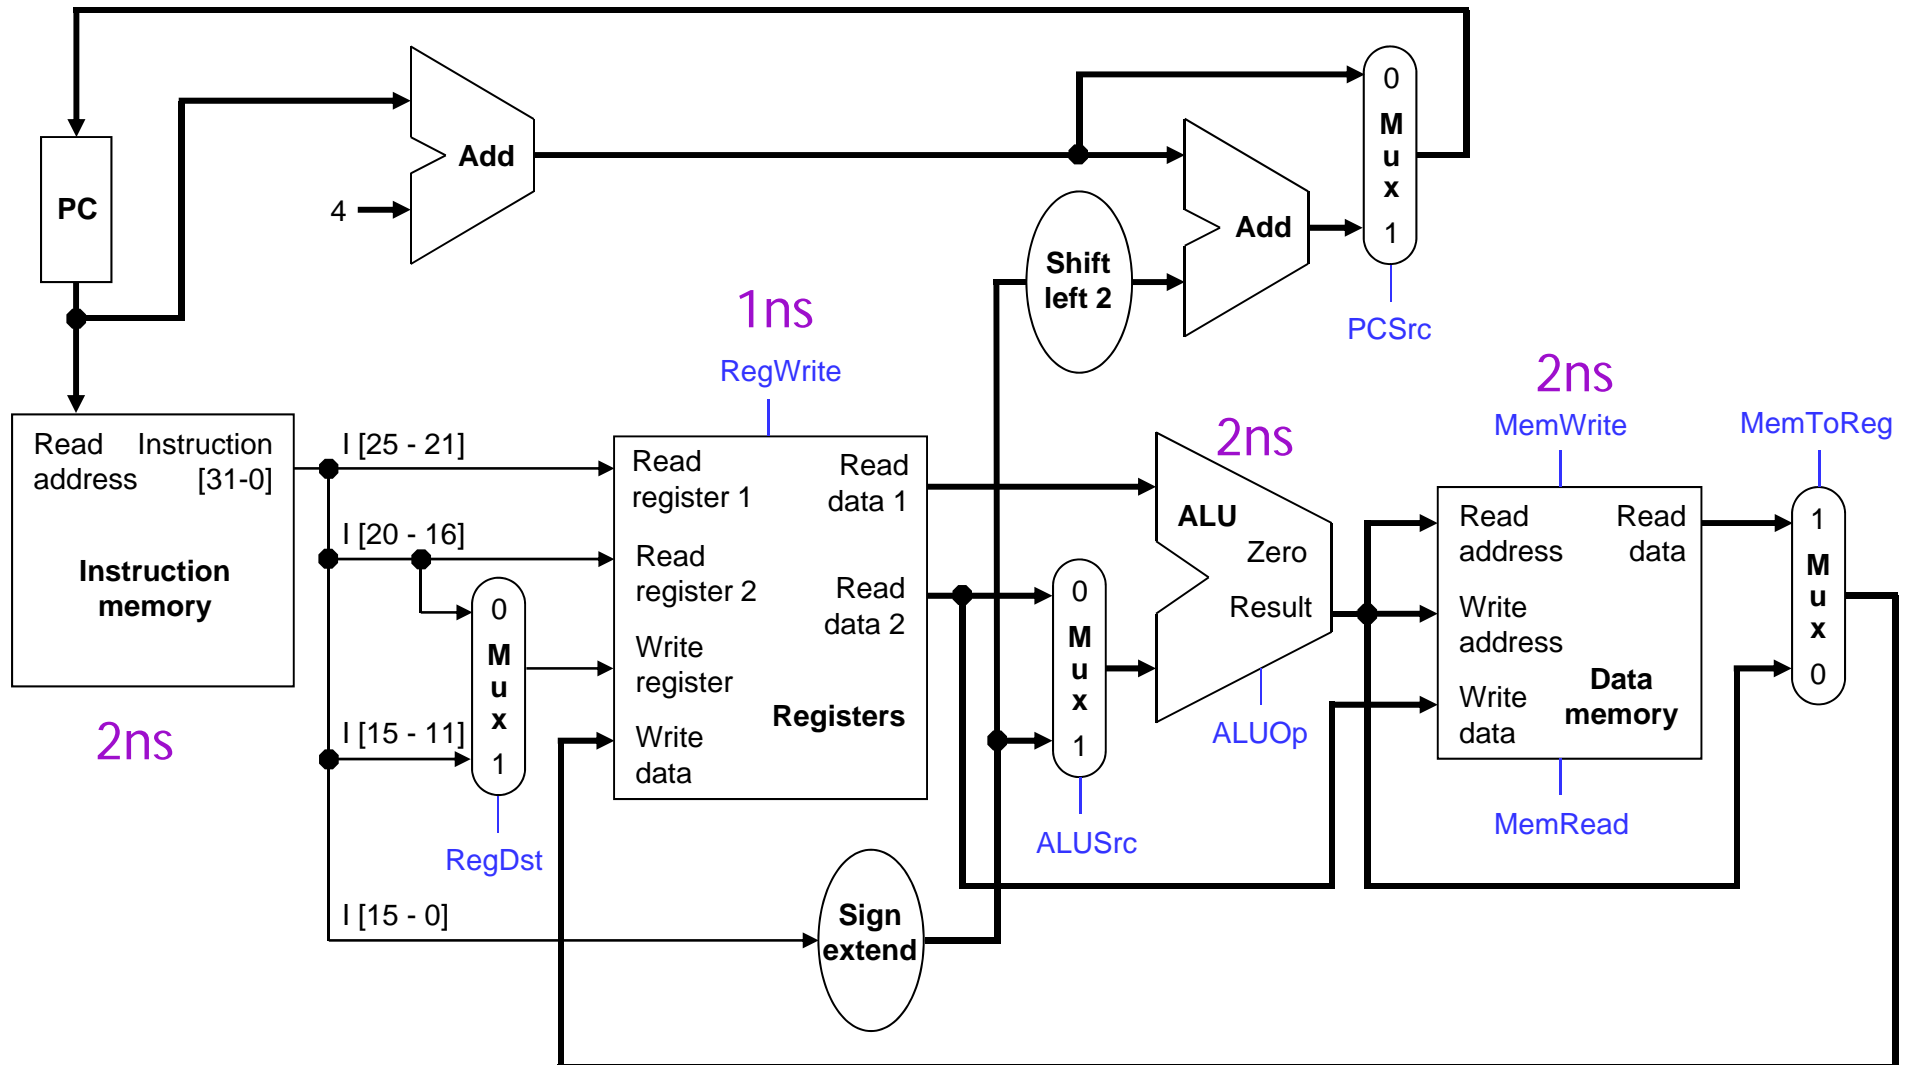 0
M
u
x
1
Add
PC
4
Add
Shift
left 2
PCSrc
1ns
RegWrite
2ns
MemWrite
MemToReg
2ns
Read address
Instruction [31-0]
Instruction
memory
2ns
I [25 - 21]
I [20 - 16]
I [15 - 11]
I [15 - 0]
0
M
u
x
1
RegDst
Read
register 1
Read
register 2
Write
register
Write
data
Read
data 1
Read
data 2
Registers
Sign
extend
0
M
u
x
1
ALUSrc
ALU
Zero
Result
ALUOp
Read
address
Write
address
Write
data
Read
data
Data
memory
MemRead
1
M
u
x
0